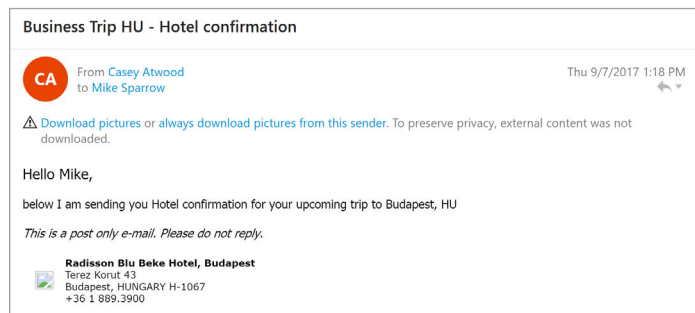 Business Trip HU - Hotel confirmation
CA
From Casey Atwood
to Mike Sparrow
Thu 9/7/2017 1:18 PM
Download pictures or always download pictures from this sender. To preserve privacy, external content was not
downloaded.
Hello Mike,
below I am sending you Hotel confirmation for your upcoming trip to Budapest, HU
This is a post only e-mail. Please do not reply.
Radisson Blu Beke Hotel, Budapest
Terez Korut 43
Budapest, HUNGARY H-1067
+36 1 889.3900